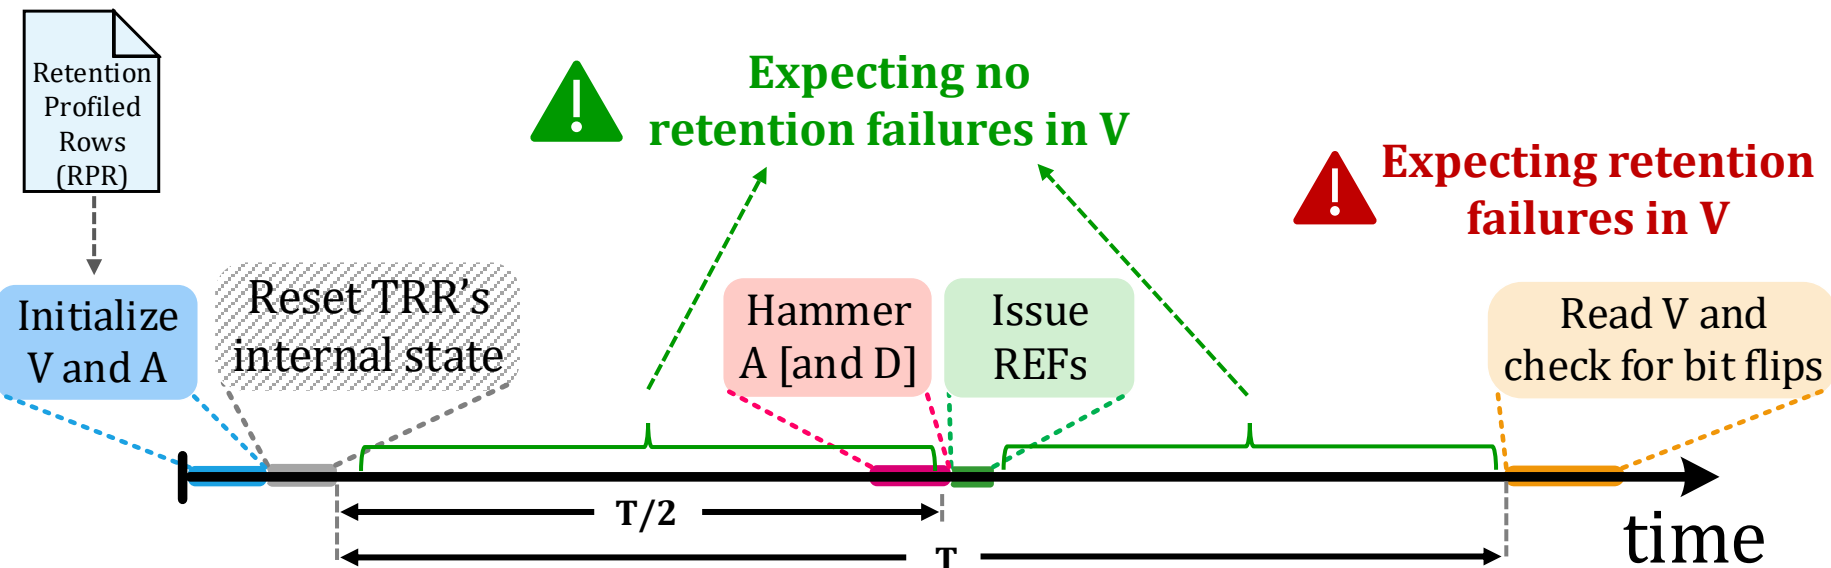 Retention
Profiled
Rows
(RPR)
Expecting no
retention failures in V
Expecting retention
failures in V
Initialize
V and A
Reset TRR’s
internal state
Hammer
A [and D]
Issue
REFs
Read V and
check for bit flips
T/2
T
time